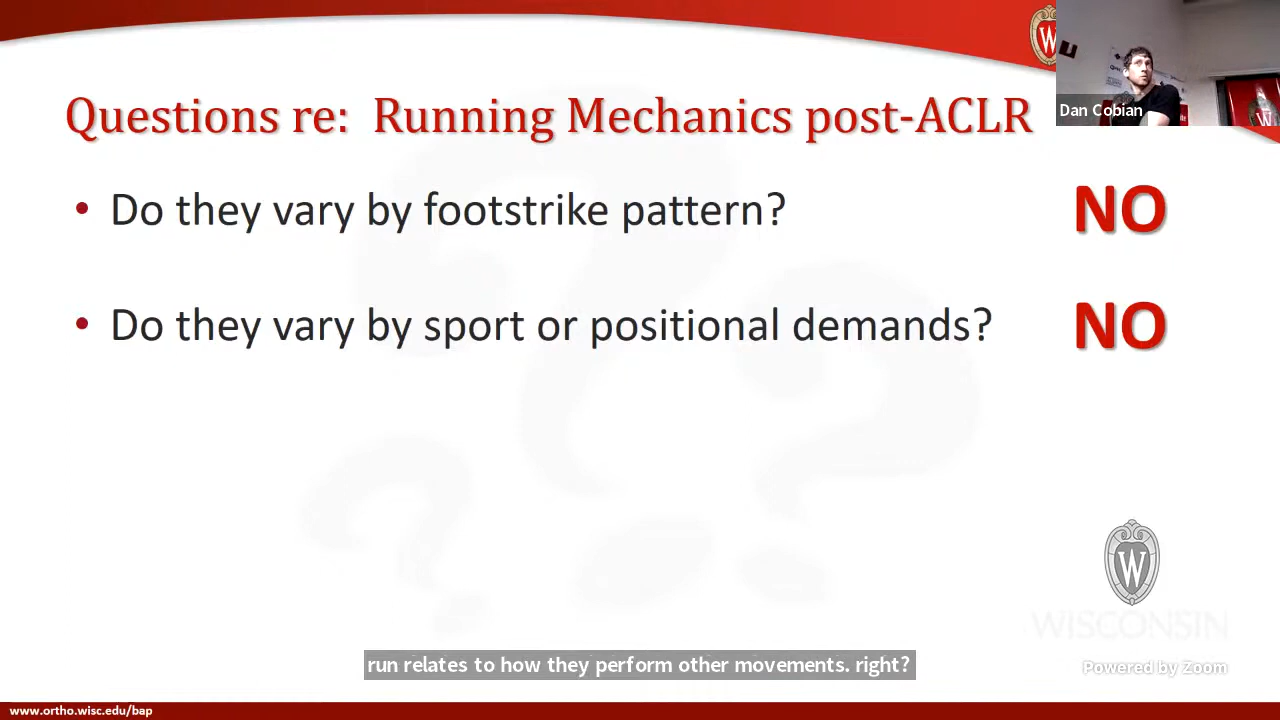 Questions re: Running Mechanics post-ACLR
Dan Cobian
• Do they vary by footstrike pattern?
NO
• Do they vary by sport or positional demands?
NO
W
WISCONSIN
run relates to how they perform other movements. right?
Powered by Zoom
www.ortho.wisc.edu/bap